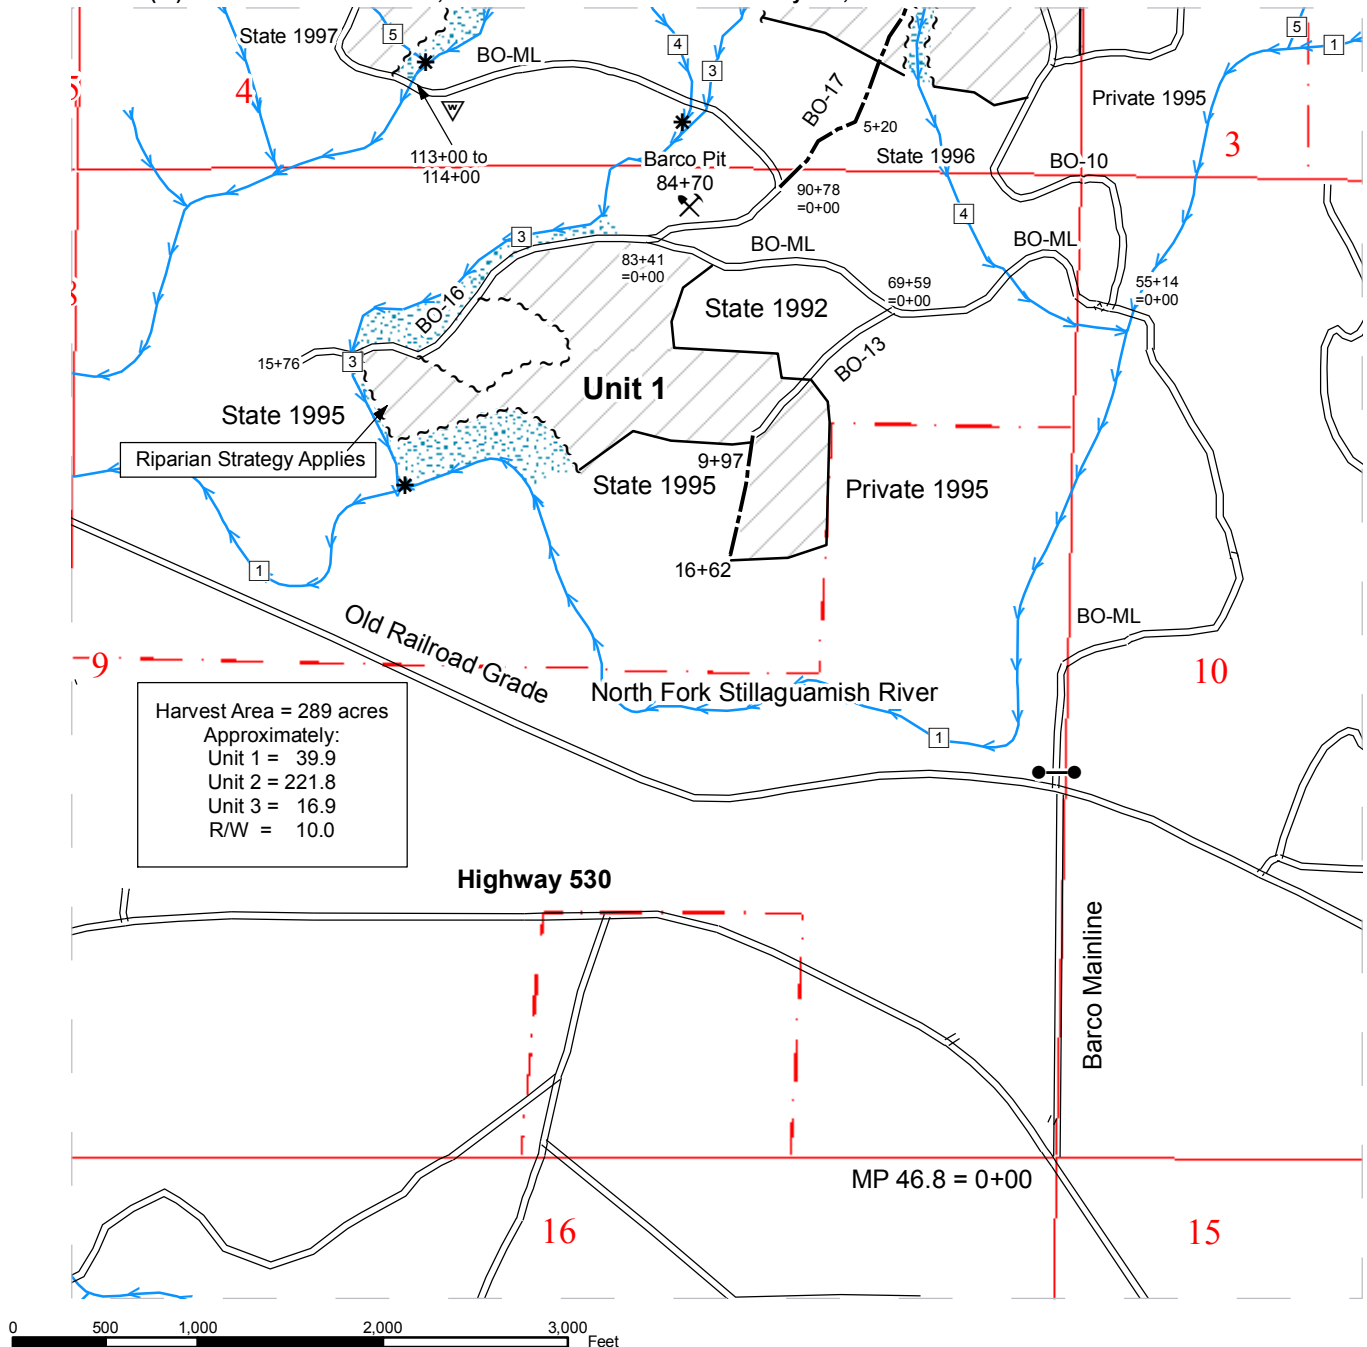 State 1997
5
BO-ML
4
3
BO-17
5+20
5
1
Private 1995
5
4
3
113+00 to
114+00
W
Barco Pit
84+70
State 1996
BO-10
90+78
=0+00
4
3
BO-ML
BO-ML
83+41
=0+00
69+59
=0+00
55+14
=0+00
8
BO-16
State 1992
BO-13
15+76
3
Unit 1
State 1995
Riparian Strategy Applies
9+97
State 1995
Private 1995
16+62
1
BO-ML
Old Railroad Grade
9
10
North Fork Stillaguamish River
1
Harvest Area = 289 acres
Approximately:
Unit 1 = 39.9
Unit 2 = 221.8
Unit 3 = 16.9
R/W = 10.0
Highway 530
Barco Mainline
MP 46.8 = 0+00
16
15
0 500 1,000 2,000 3,000 Feet